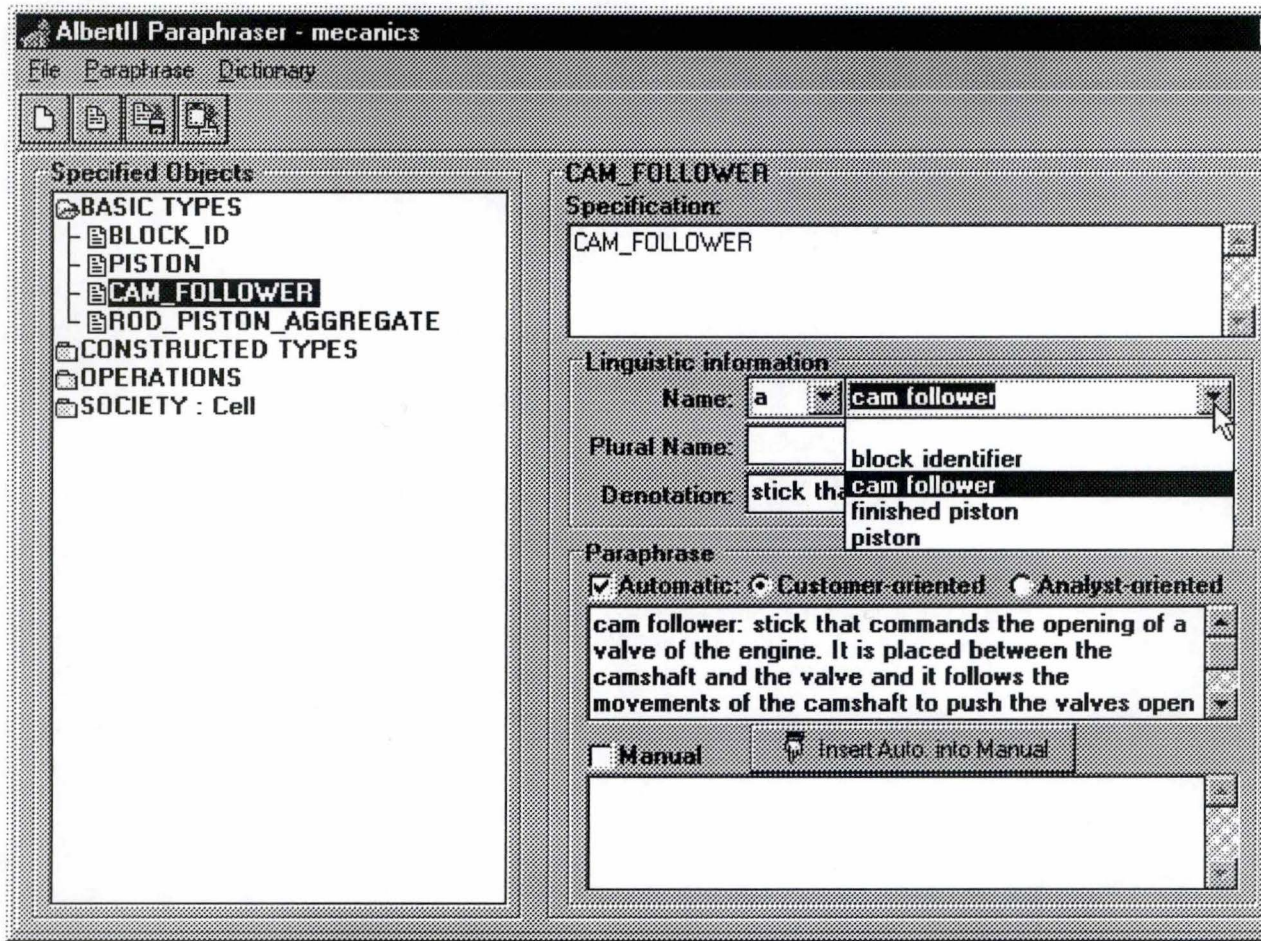 AlbertII Paraphraser - mecanics
File Paraphrase Dictionary
Specified Objects
BASIC TYPES
BLOCK_ID
PISTON
CAM_FOLLOWER
ROD_PISTON_AGGREGATE
CONSTRUCTED TYPES
OPERATIONS
SOCIETY : Cell
CAM_FOLLOWER
Specification:
CAM_FOLLOWER
Linguistic information
Name: a cam follower
block identifier
cam follower
finished piston
piston
Plural Name:
Denotation: stick tha
Paraphrase
Automatic: Customer-oriented Analyst-oriented
cam follower: stick that commands the opening of a
valve of the engine. It is placed between the
camshaft and the valve and it follows the
movements of the camshaft to push the valves open
Manual Insert Auto. into Manual